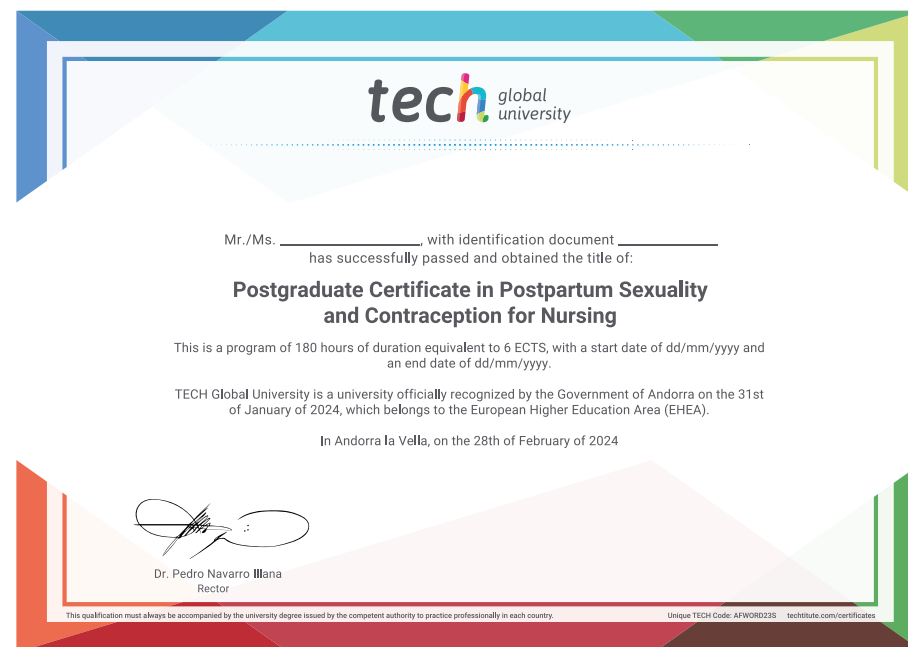 tech global university
Mr./Ms. ____________, with identification document ____________
has successfully passed and obtained the title of:
Postgraduate Certificate in Postpartum Sexuality
and Contraception for Nursing
This is a program of 180 hours of duration equivalent to 6 ECTS, with a start date of dd/mm/yyyy and
an end date of dd/mm/yyyy.
TECH Global University is a university officially recognized by the Government of Andorra on the 31st
of January of 2024, which belongs to the European Higher Education Area (EHEA).
In Andorra la Vella, on the 28th of February of 2024
Dr. Pedro Navarro Illana
Rector
This qualification must always be accompanied by the university degree issued by the competent authority to practice professionally in each country.
Unique TECH Code: AFWORD23S techtitute.com/certificates